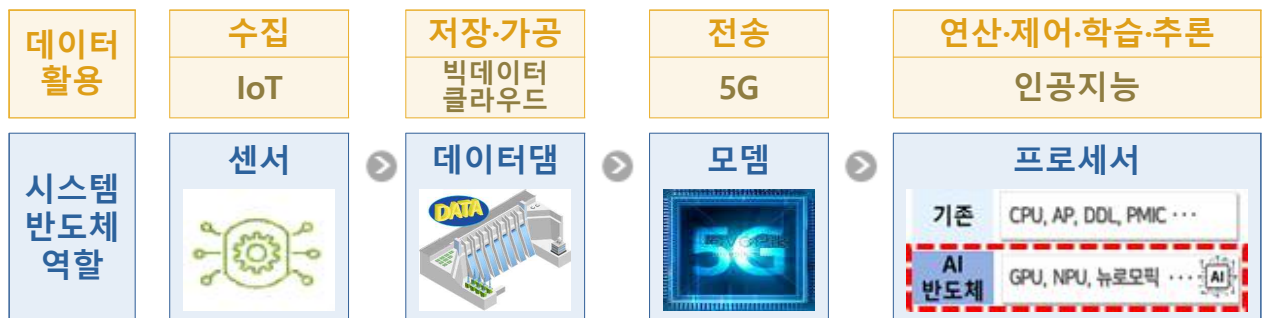 데이터
활용
수집
IoT
저장·가공
빅데이터
클라우드
전송
5G
연산·제어·학습·추론
인공지능
시스템
반도체
역할
센서
데이터댐
DATA
모뎀
5G
프로세서
기존
CPU, AP, DDL, PMIC ···
AI
반도체
GPU, NPU, 뉴로모픽 ···
AI